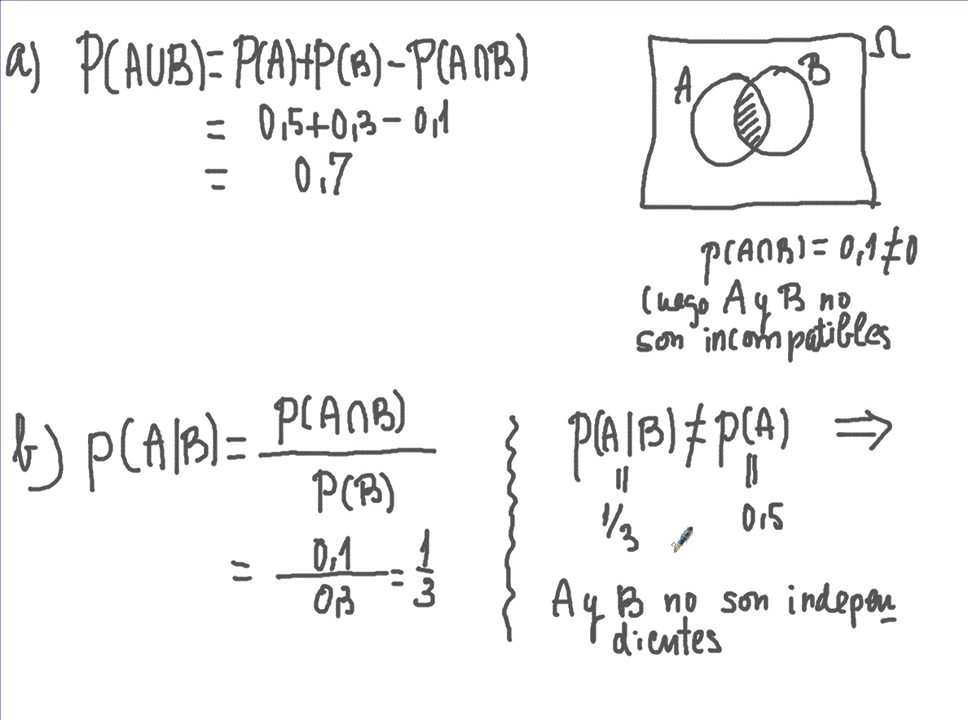 a) P(A∪B)=P(A)+P(B)-P(A∩B)
= 0,5+0,3-0,1
= 0,7
Ω
A B
p(A∩B)=0,1≠0
luego A y B no
son incompatibles
b) p(A|B)= P(A∩B)
P(B)
= 0,1 = 1
0,3 3
p(A|B)≠p(A) ⇒
|| ||
1/3 0,5
A y B no son indepen
dientes